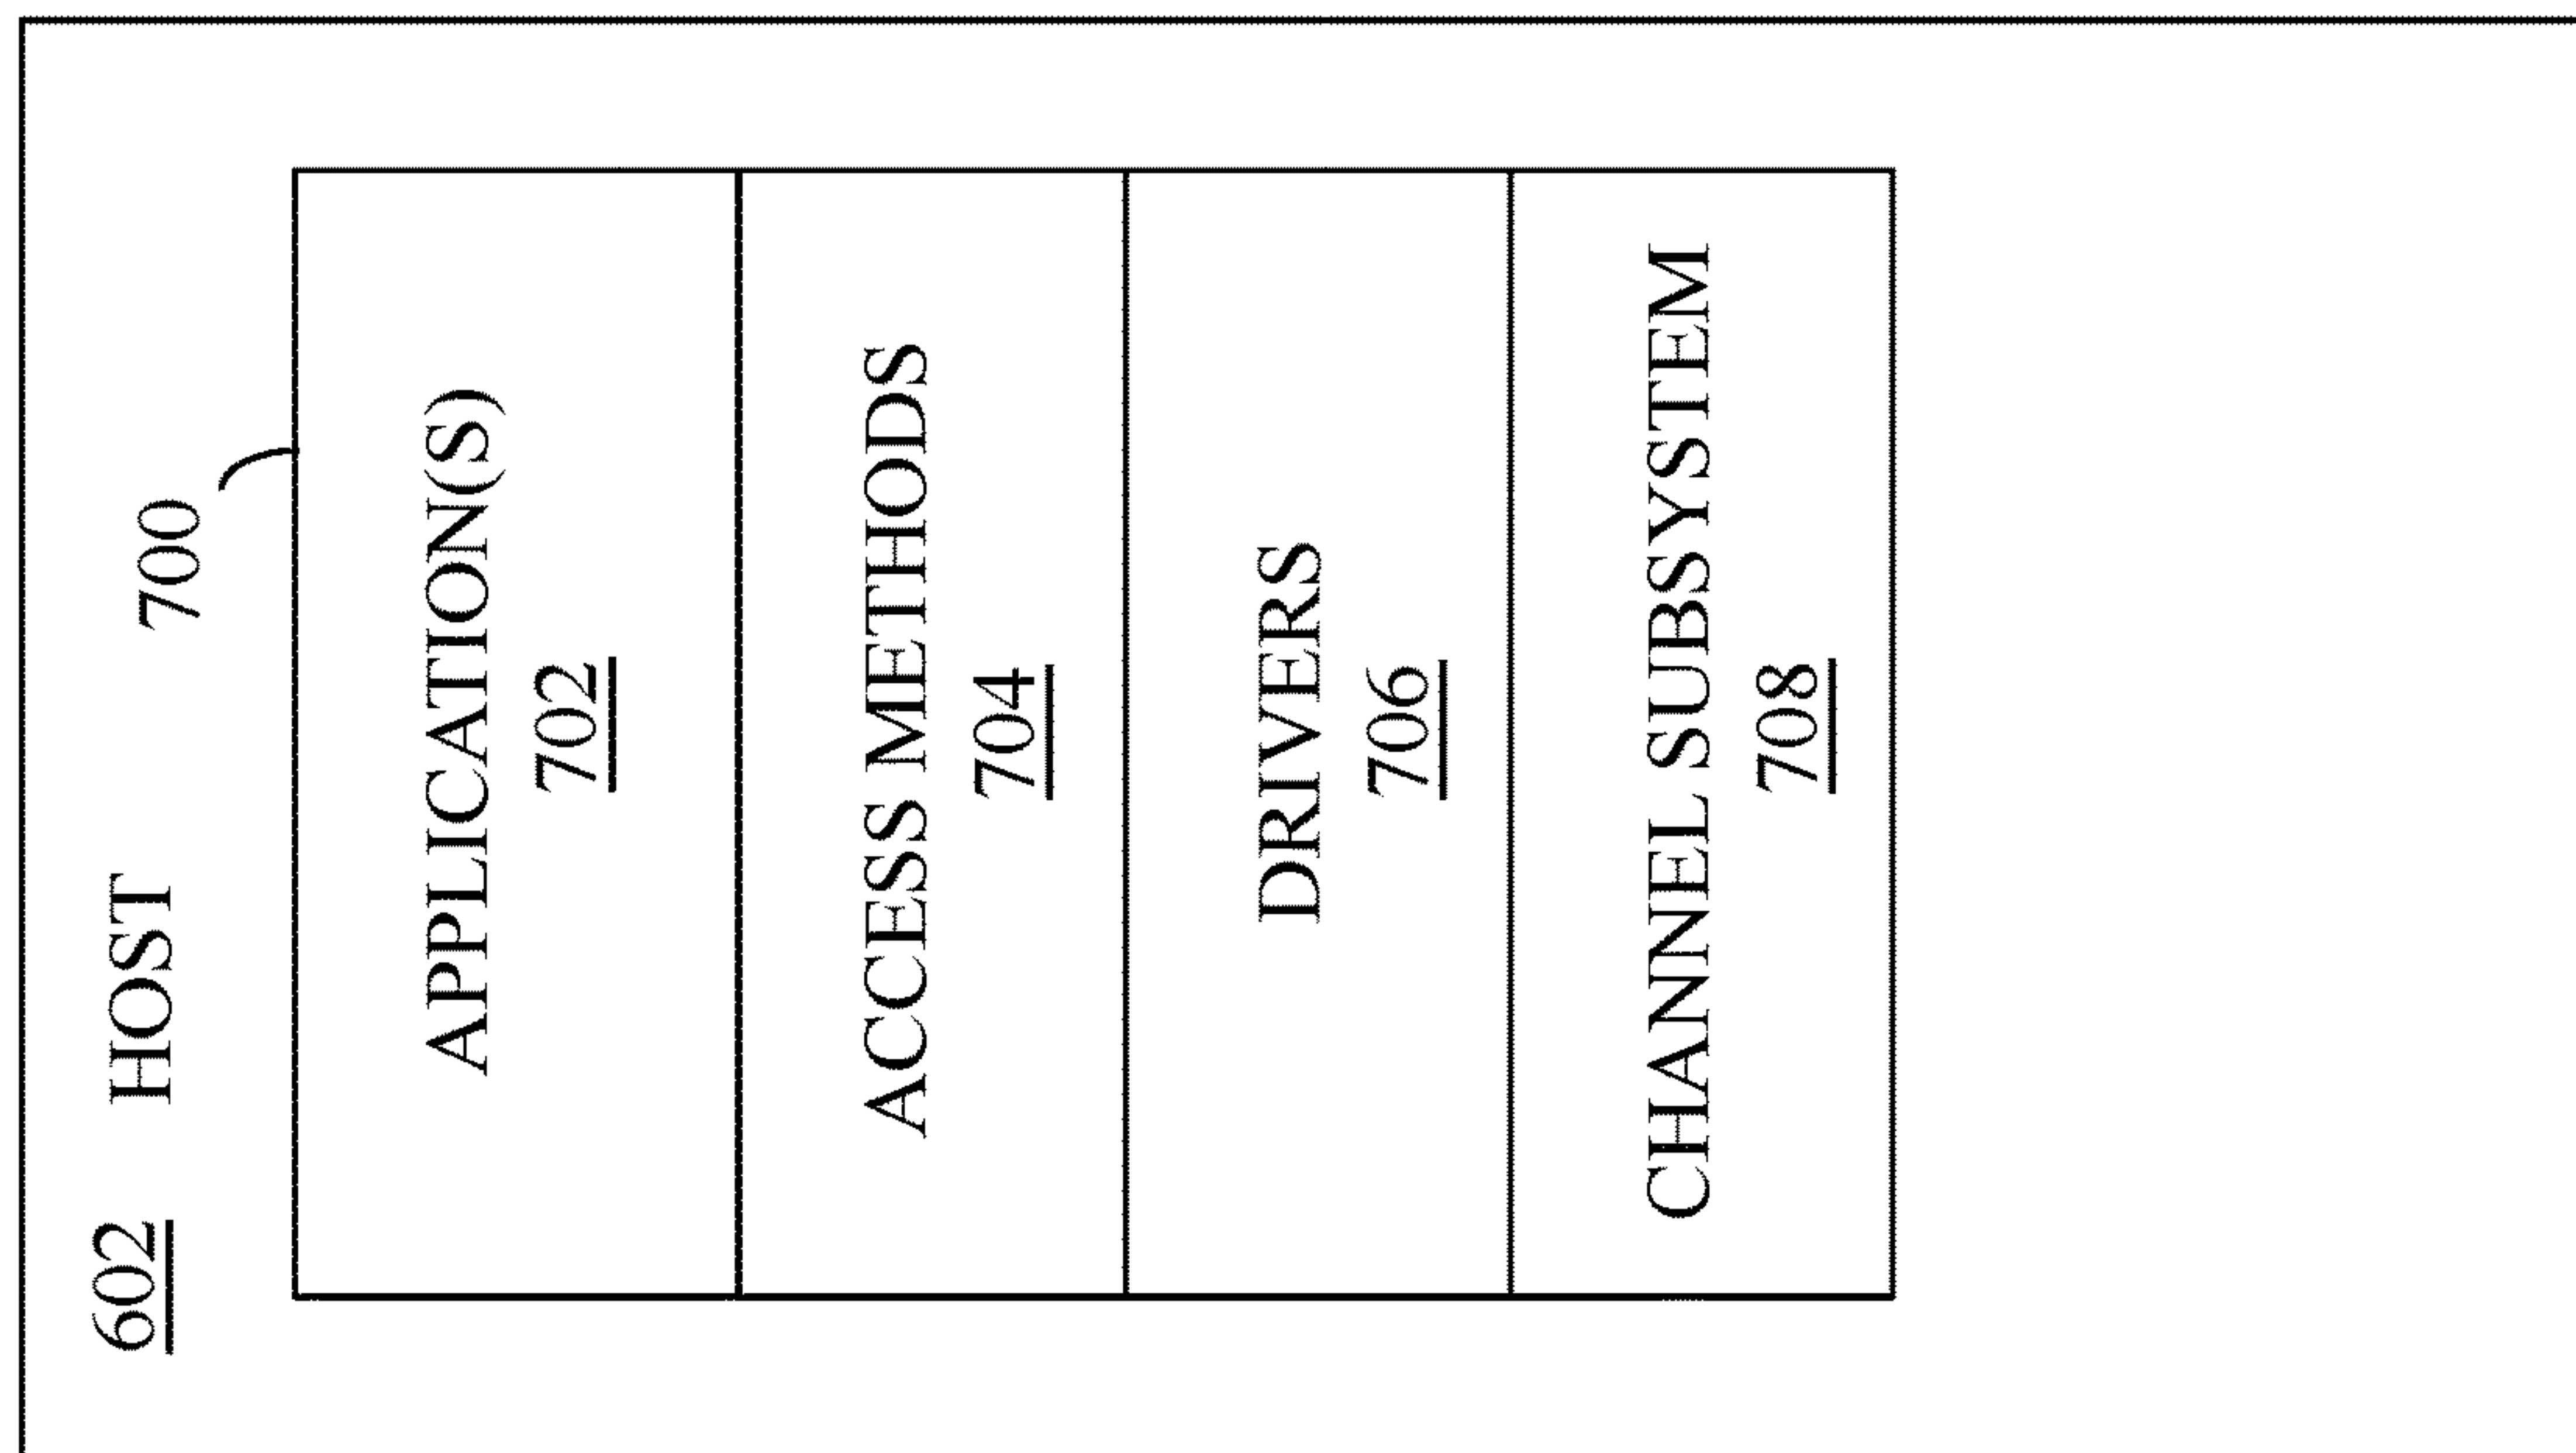 602 HOST
700
APPLICATION(S)
702
ACCESS METHODS
704
DRIVERS
706
CHANNEL SUBSYSTEM
708